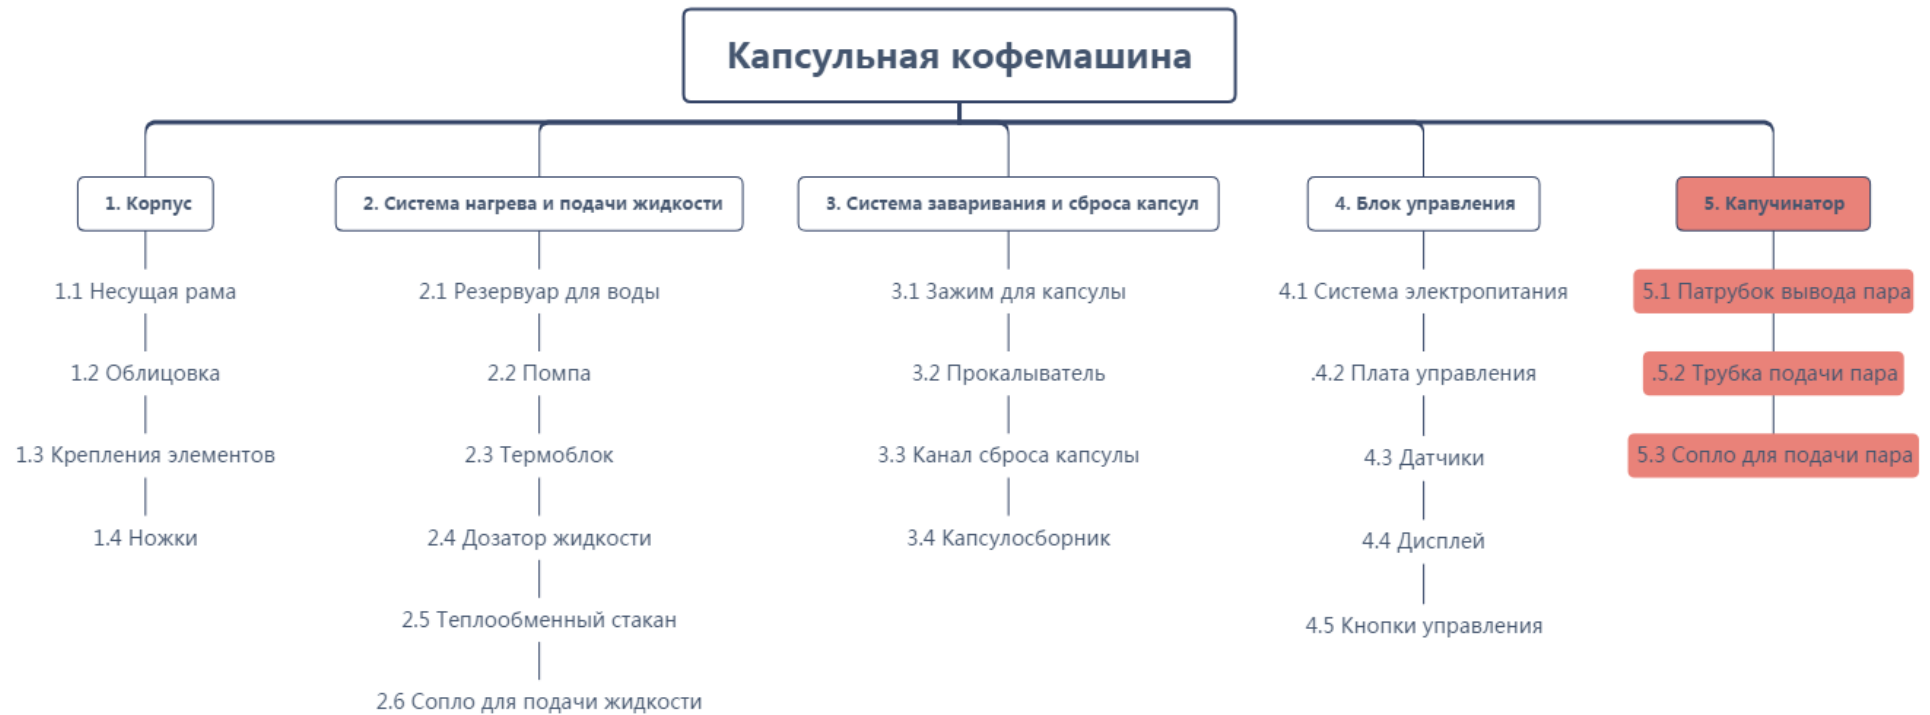 Капсульная кофемашина
1. Корпус
1.1 Несущая рама
1.2 Облицовка
1.3 Крепления элементов
1.4 Ножки
2. Система нагрева и подачи жидкости
2.1 Резервуар для воды
2.2 Помпа
2.3 Термоблок
2.4 Дозатор жидкости
2.5 Теплообменный стакан
2.6 Сопло для подачи жидкости
3. Система заваривания и сброса капсул
3.1 Зажим для капсулы
3.2 Прокалыватель
3.3 Канал сброса капсулы
3.4 Капсулосборник
4. Блок управления
4.1 Система электропитания
.4.2 Плата управления
4.3 Датчики
4.4 Дисплей
4.5 Кнопки управления
5. Капучинатор
5.1 Патрубок вывода пара
.5.2 Трубка подачи пара
5.3 Сопло для подачи пара